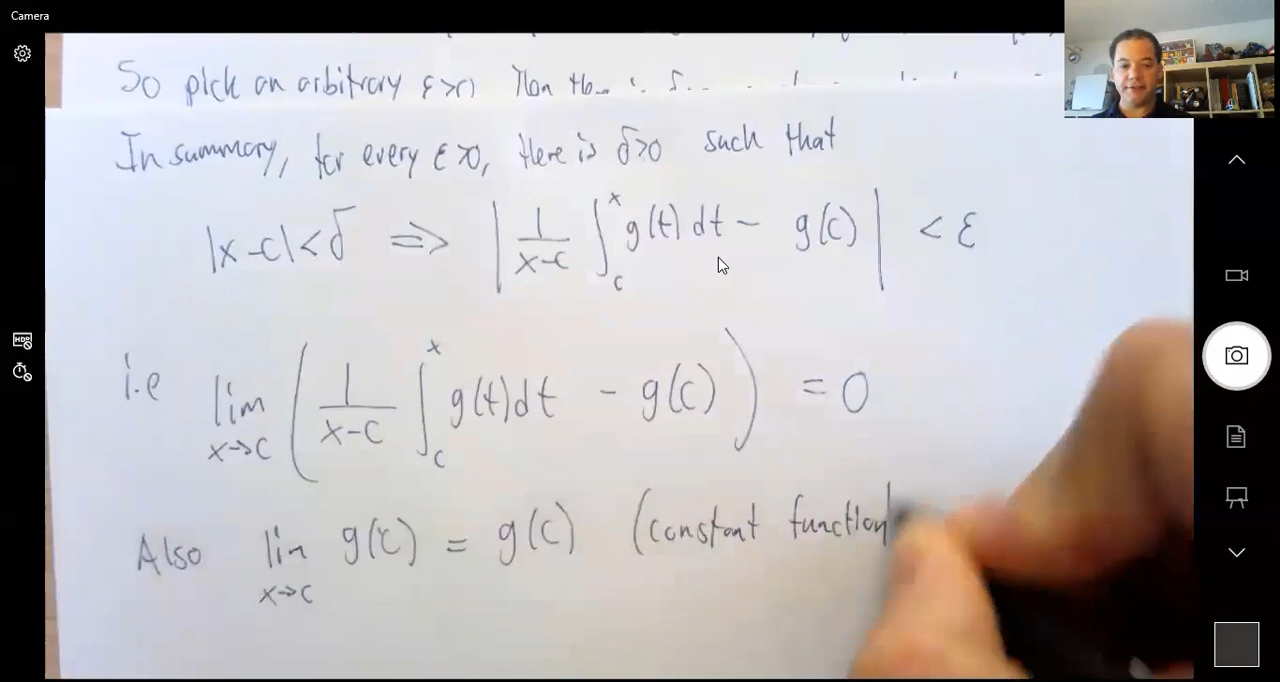 Camera
So pick an arbitrary ε>0
In summary, for every ε>0, there is δ>0 such that
|x-c|<δ => | 1/(x-c) ∫_c^x g(t) dt - g(c) | < ε
i.e lim_{x→c} ( 1/(x-c) ∫_c^x g(t)dt - g(c) ) = 0
Also lim_{x→c} g(c) = g(c) (constant function
HDR